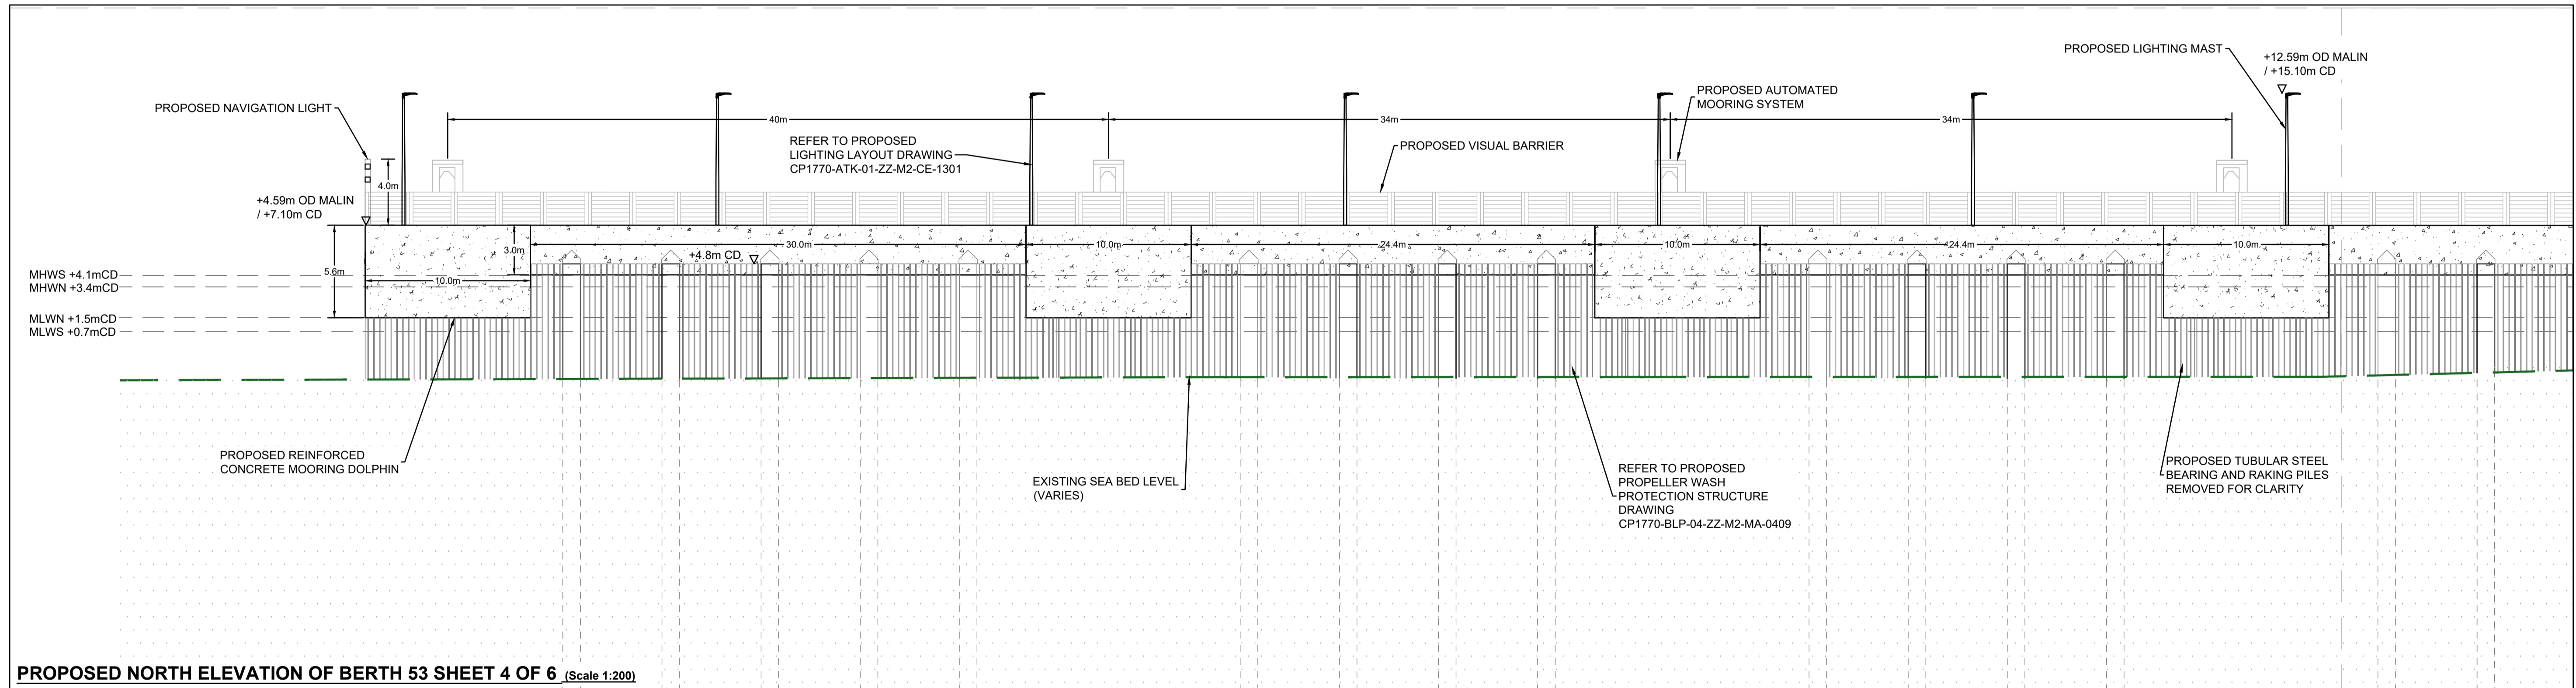 PROPOSED LIGHTING MAST
+12.59m OD MALIN
/ +15.10m CD
PROPOSED NAVIGATION LIGHT
PROPOSED AUTOMATED
MOORING SYSTEM
40m
34m
34m
REFER TO PROPOSED
LIGHTING LAYOUT DRAWING
CP1770-ATK-01-ZZ-M2-CE-1301
PROPOSED VISUAL BARRIER
4.0m
+4.59m OD MALIN
/ +7.10m CD
30.0m
10.0m
24.4m
10.0m
24.4m
10.0m
3.0m
+4.8m CD
5.6m
10.0m
MHWS +4.1mCD
MHWN +3.4mCD
MLWN +1.5mCD
MLWS +0.7mCD
PROPOSED REINFORCED
CONCRETE MOORING DOLPHIN
EXISTING SEA BED LEVEL
(VARIES)
REFER TO PROPOSED
PROPELLER WASH
PROTECTION STRUCTURE
DRAWING
CP1770-BLP-04-ZZ-M2-MA-0409
PROPOSED TUBULAR STEEL
BEARING AND RAKING PILES
REMOVED FOR CLARITY
PROPOSED NORTH ELEVATION OF BERTH 53 SHEET 4 OF 6 (Scale 1:200)